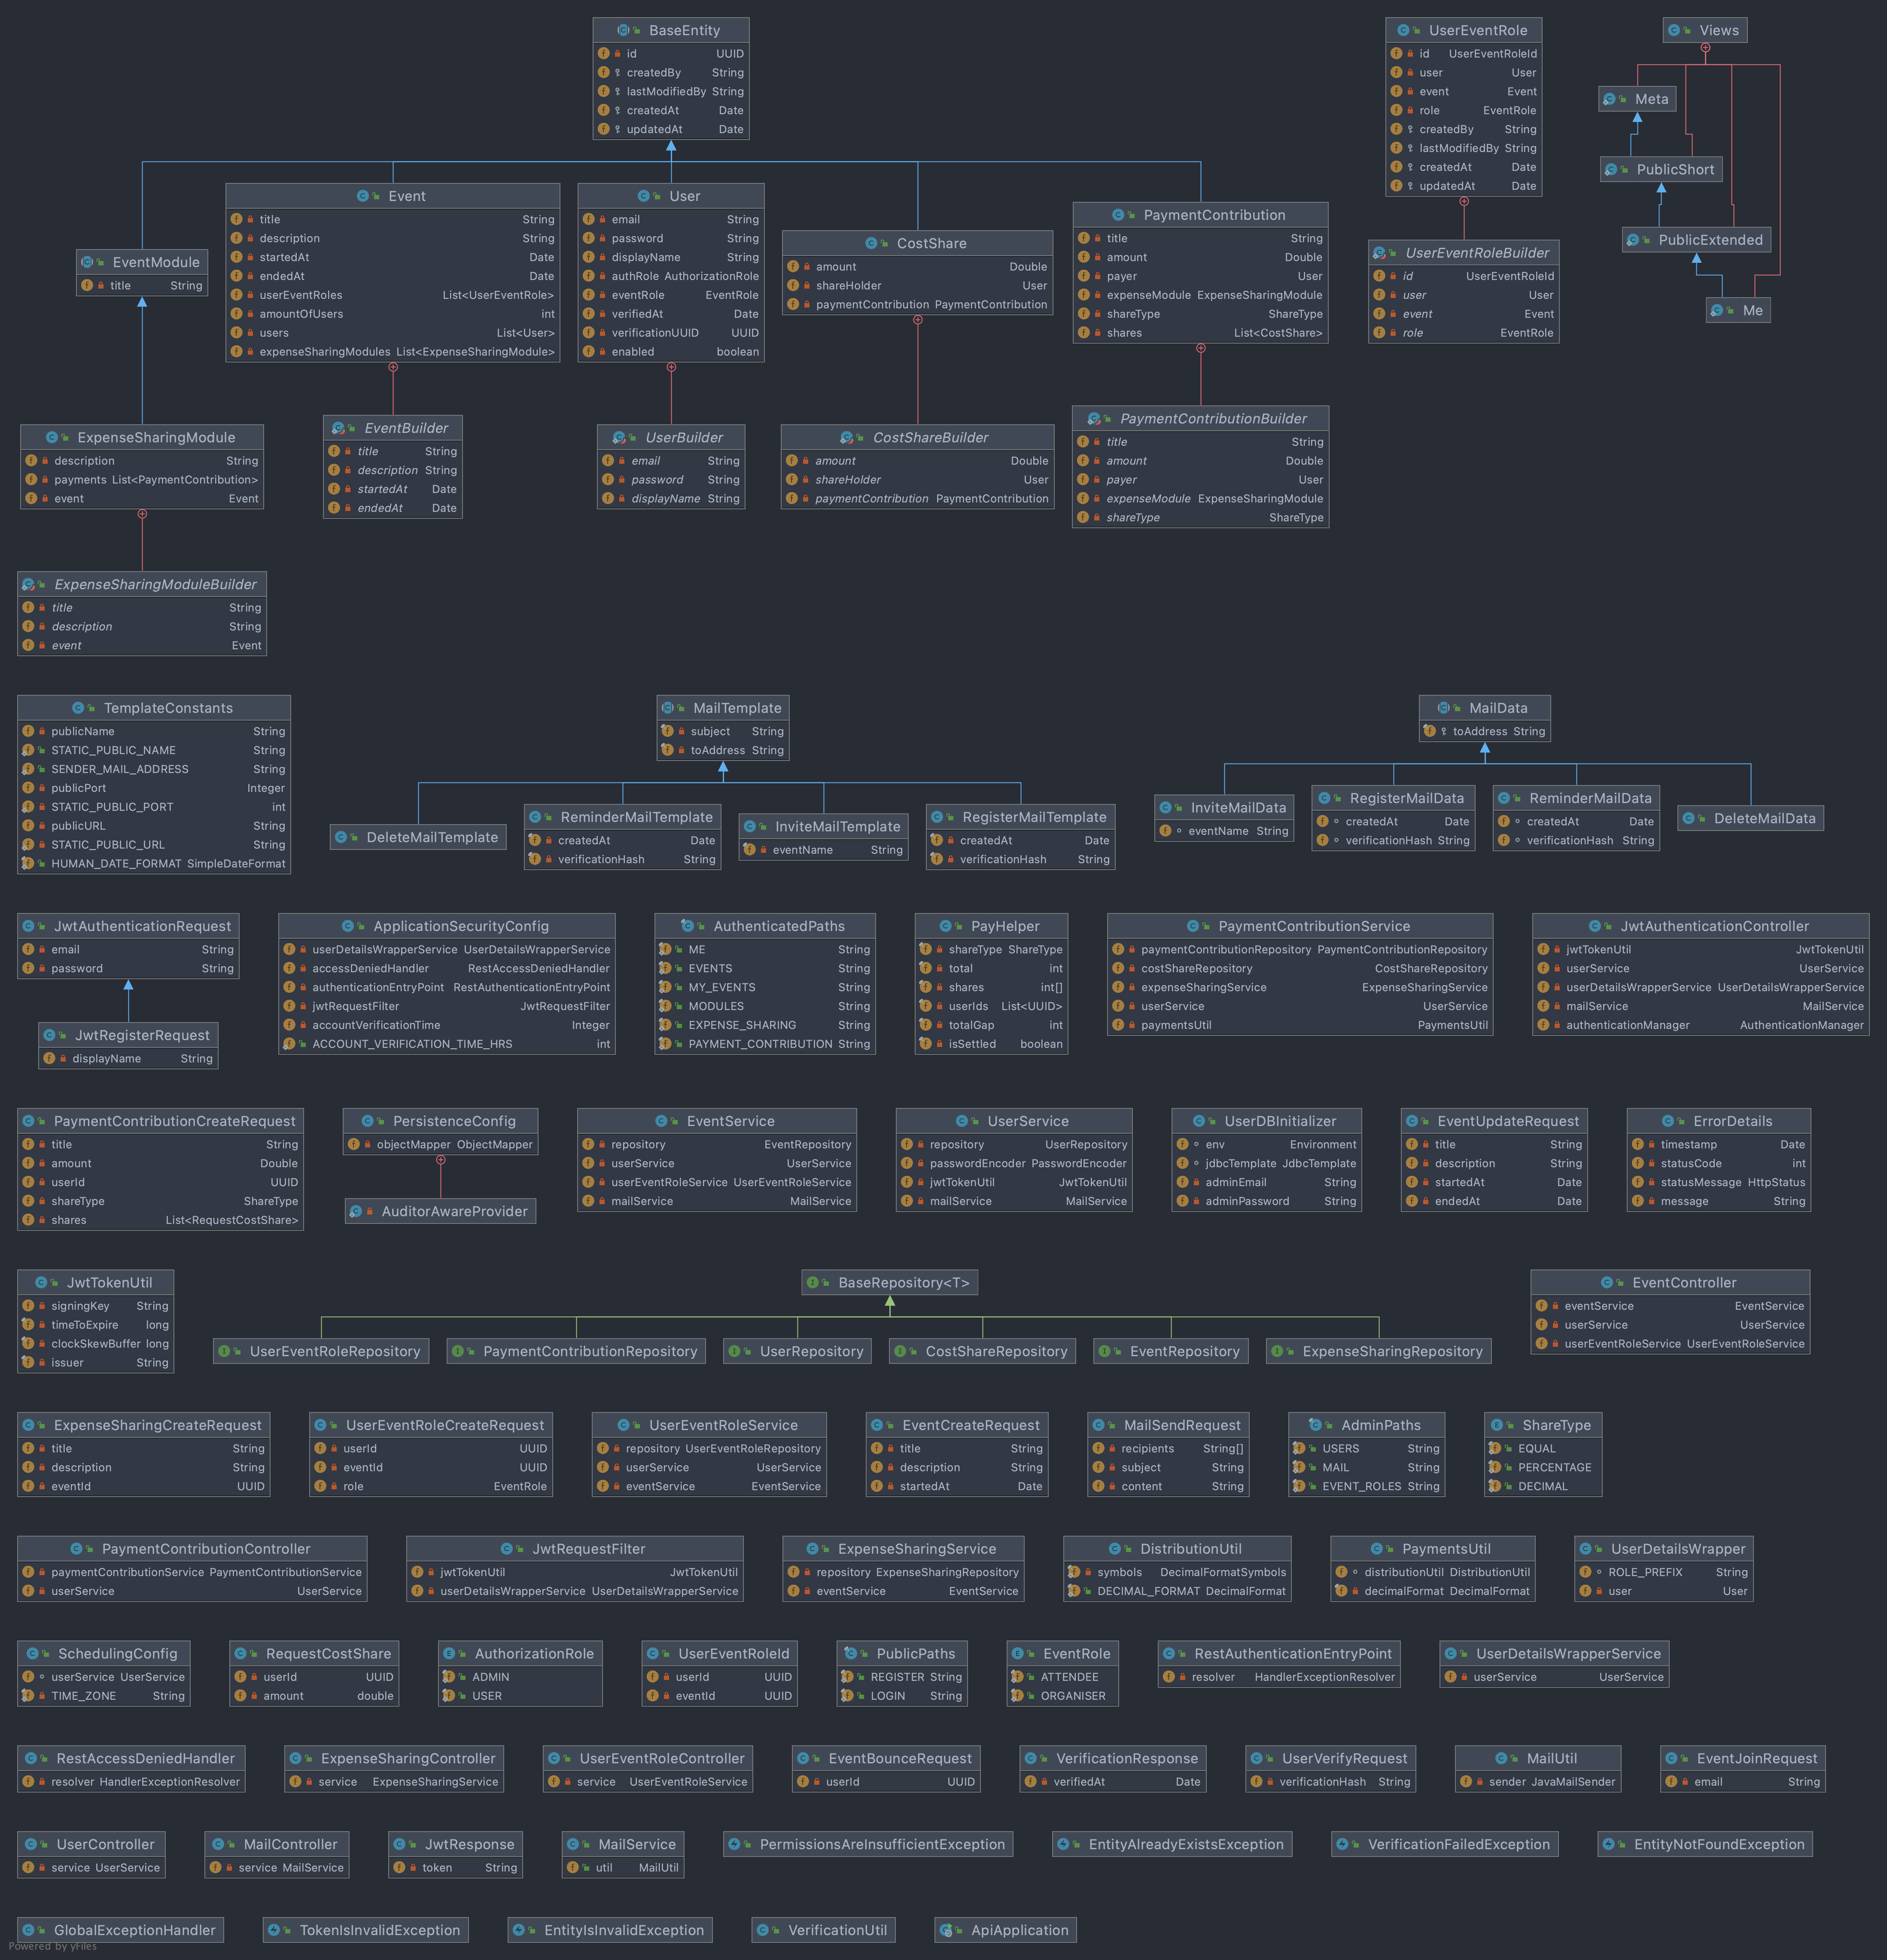 BaseEntity
id UUID
createdBy String
lastModifiedBy String
createdAt Date
updatedAt Date
UserEventRole
id UserEventRoleId
user User
event Event
role EventRole
createdBy String
lastModifiedBy String
createdAt Date
updatedAt Date
Views
Meta
PublicShort
PublicExtended
Me
EventModule
title String
Event
title String
description String
startedAt Date
endedAt Date
userEventRoles List<UserEventRole>
amountOfUsers int
users List<User>
expenseSharingModules List<ExpenseSharingModule>
User
email String
password String
displayName String
authRole AuthorizationRole
eventRole EventRole
verifiedAt Date
verificationUUID UUID
enabled boolean
CostShare
amount Double
shareHolder User
paymentContribution PaymentContribution
PaymentContribution
title String
amount Double
payer User
expenseModule ExpenseSharingModule
shareType ShareType
shares List<CostShare>
UserEventRoleBuilder
id UserEventRoleId
user User
event Event
role EventRole
ExpenseSharingModule
description String
payments List<PaymentContribution>
event Event
EventBuilder
title String
description String
startedAt Date
endedAt Date
UserBuilder
email String
password String
displayName String
CostShareBuilder
amount Double
shareHolder User
paymentContribution PaymentContribution
PaymentContributionBuilder
title String
amount Double
payer User
expenseModule ExpenseSharingModule
shareType ShareType
ExpenseSharingModuleBuilder
title String
description String
event Event
TemplateConstants
publicName String
STATIC_PUBLIC_NAME String
SENDER_MAIL_ADDRESS String
publicPort Integer
STATIC_PUBLIC_PORT int
publicURL String
STATIC_PUBLIC_URL String
HUMAN_DATE_FORMAT SimpleDateFormat
MailTemplate
subject String
toAddress String
DeleteMailTemplate
ReminderMailTemplate
createdAt Date
verificationHash String
InviteMailTemplate
eventName String
RegisterMailTemplate
createdAt Date
verificationHash String
MailData
toAddress String
InviteMailData
eventName String
RegisterMailData
createdAt Date
verificationHash String
ReminderMailData
createdAt Date
verificationHash String
DeleteMailData
JwtAuthenticationRequest
email String
password String
JwtRegisterRequest
displayName String
ApplicationSecurityConfig
userDetailsWrapperService UserDetailsWrapperService
accessDeniedHandler RestAccessDeniedHandler
authenticationEntryPoint RestAuthenticationEntryPoint
jwtRequestFilter JwtRequestFilter
accountVerificationTime Integer
ACCOUNT_VERIFICATION_TIME_HRS int
AuthenticatedPaths
ME String
EVENTS String
MY_EVENTS String
MODULES String
EXPENSE_SHARING String
PAYMENT_CONTRIBUTION String
PayHelper
shareType ShareType
total int
shares int[]
userIds List<UUID>
totalGap int
isSettled boolean
PaymentContributionService
paymentContributionRepository PaymentContributionRepository
costShareRepository CostShareRepository
expenseSharingService ExpenseSharingService
userService UserService
paymentsUtil PaymentsUtil
JwtAuthenticationController
jwtTokenUtil JwtTokenUtil
userService UserService
userDetailsWrapperService UserDetailsWrapperService
mailService MailService
authenticationManager AuthenticationManager
PaymentContributionCreateRequest
title String
amount Double
userId UUID
shareType ShareType
shares List<RequestCostShare>
PersistenceConfig
objectMapper ObjectMapper
AuditorAwareProvider
EventService
repository EventRepository
userService UserService
userEventRoleService UserEventRoleService
mailService MailService
UserService
repository UserRepository
passwordEncoder PasswordEncoder
jwtTokenUtil JwtTokenUtil
mailService MailService
UserDBInitializer
env Environment
jdbcTemplate JdbcTemplate
adminEmail String
adminPassword String
EventUpdateRequest
title String
description String
startedAt Date
endedAt Date
ErrorDetails
timestamp Date
statusCode int
statusMessage HttpStatus
message String
JwtTokenUtil
signingKey String
timeToExpire long
clockSkewBuffer long
issuer String
BaseRepository<T>
UserEventRoleRepository
PaymentContributionRepository
UserRepository
CostShareRepository
EventRepository
ExpenseSharingRepository
EventController
eventService EventService
userService UserService
userEventRoleService UserEventRoleService
ExpenseSharingCreateRequest
title String
description String
eventId UUID
UserEventRoleCreateRequest
userId UUID
eventId UUID
role EventRole
UserEventRoleService
repository UserEventRoleRepository
userService UserService
eventService EventService
EventCreateRequest
title String
description String
startedAt Date
MailSendRequest
recipients String[]
subject String
content String
AdminPaths
USERS String
MAIL String
EVENT_ROLES String
ShareType
EQUAL
PERCENTAGE
DECIMAL
PaymentContributionController
paymentContributionService PaymentContributionService
userService UserService
JwtRequestFilter
jwtTokenUtil JwtTokenUtil
userDetailsWrapperService UserDetailsWrapperService
ExpenseSharingService
repository ExpenseSharingRepository
eventService EventService
DistributionUtil
symbols DecimalFormatSymbols
DECIMAL_FORMAT DecimalFormat
PaymentsUtil
distributionUtil DistributionUtil
decimalFormat DecimalFormat
UserDetailsWrapper
ROLE_PREFIX String
user User
SchedulingConfig
userService UserService
TIME_ZONE String
RequestCostShare
userId UUID
amount double
AuthorizationRole
ADMIN
USER
UserEventRoleId
userId UUID
eventId UUID
PublicPaths
REGISTER String
LOGIN String
EventRole
ATTENDEE
ORGANISER
RestAuthenticationEntryPoint
resolver HandlerExceptionResolver
UserDetailsWrapperService
userService UserService
RestAccessDeniedHandler
resolver HandlerExceptionResolver
ExpenseSharingController
service ExpenseSharingService
UserEventRoleController
service UserEventRoleService
EventBounceRequest
userId UUID
VerificationResponse
verifiedAt Date
UserVerifyRequest
verificationHash String
MailUtil
sender JavaMailSender
EventJoinRequest
email String
UserController
service UserService
MailController
service MailService
JwtResponse
token String
MailService
util MailUtil
PermissionsAreInsufficientException
EntityAlreadyExistsException
VerificationFailedException
EntityNotFoundException
GlobalExceptionHandler
TokenIsInvalidException
EntityIsInvalidException
VerificationUtil
ApiApplication
Powered by yFiles